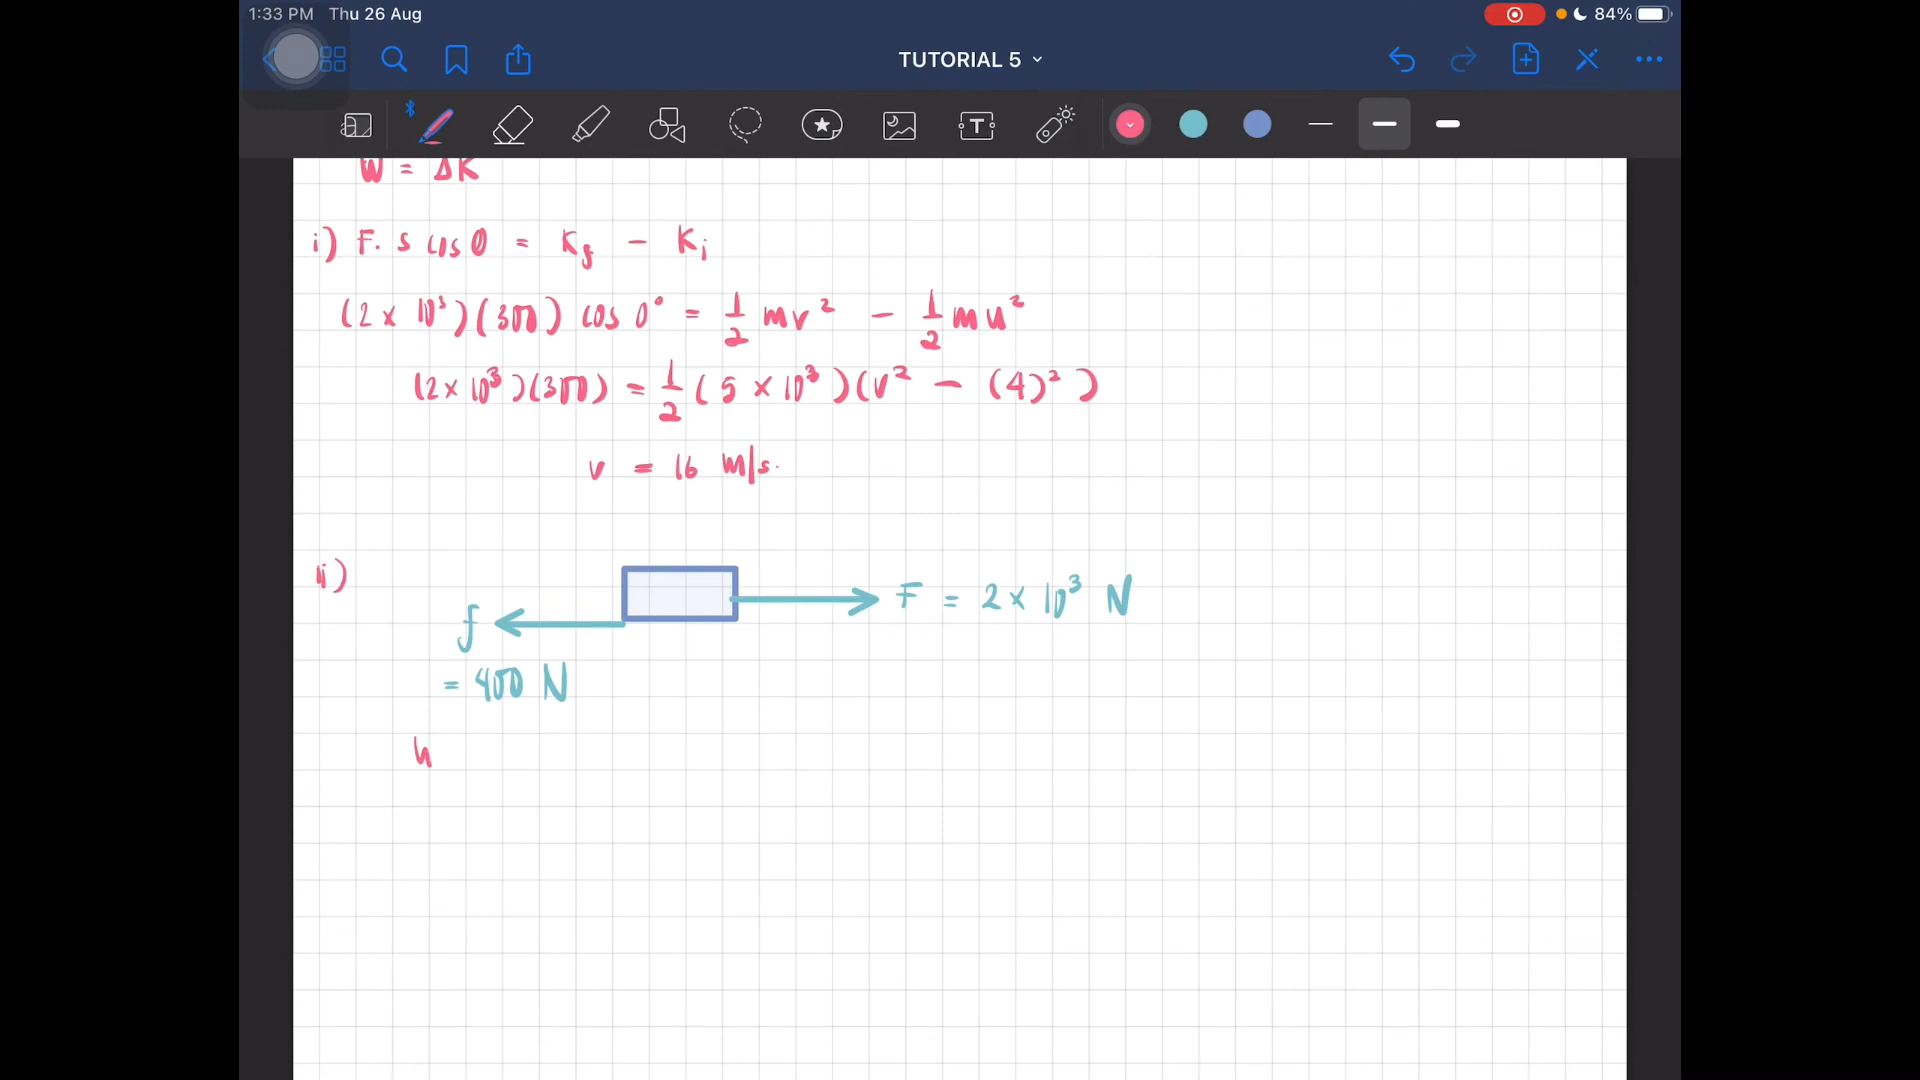 1:33 PM Thu 26 Aug
84%
TUTORIAL 5
W = ΔK
i) F. s cos θ = Kf - Ki
(2 × 10³)(300) cos 0° = 1/2 mv² - 1/2 mu²
(2 × 10³)(300) = 1/2 (5 × 10³)(v² - (4)²)
v = 16 m/s.
ii)
F = 2 × 10³ N
f
= 400 N